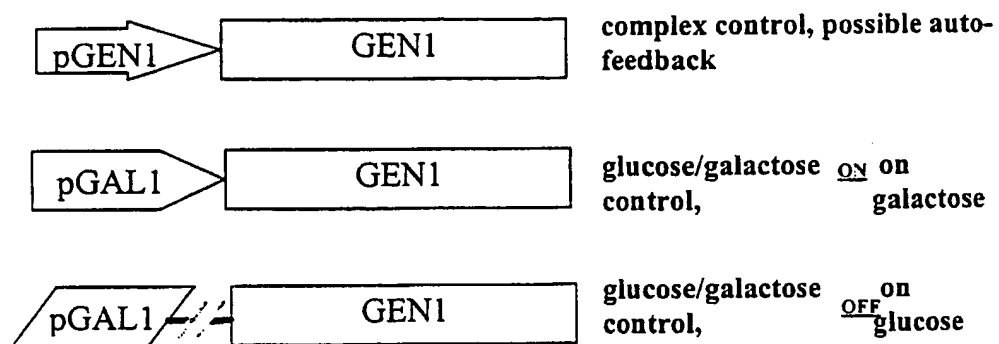 pGEN1 GEN1 complex control, possible auto-
feedback
pGAL1 GEN1 glucose/galactose ON on
control, galactose
pGAL1 GEN1 glucose/galactose OFF on
control, glucose